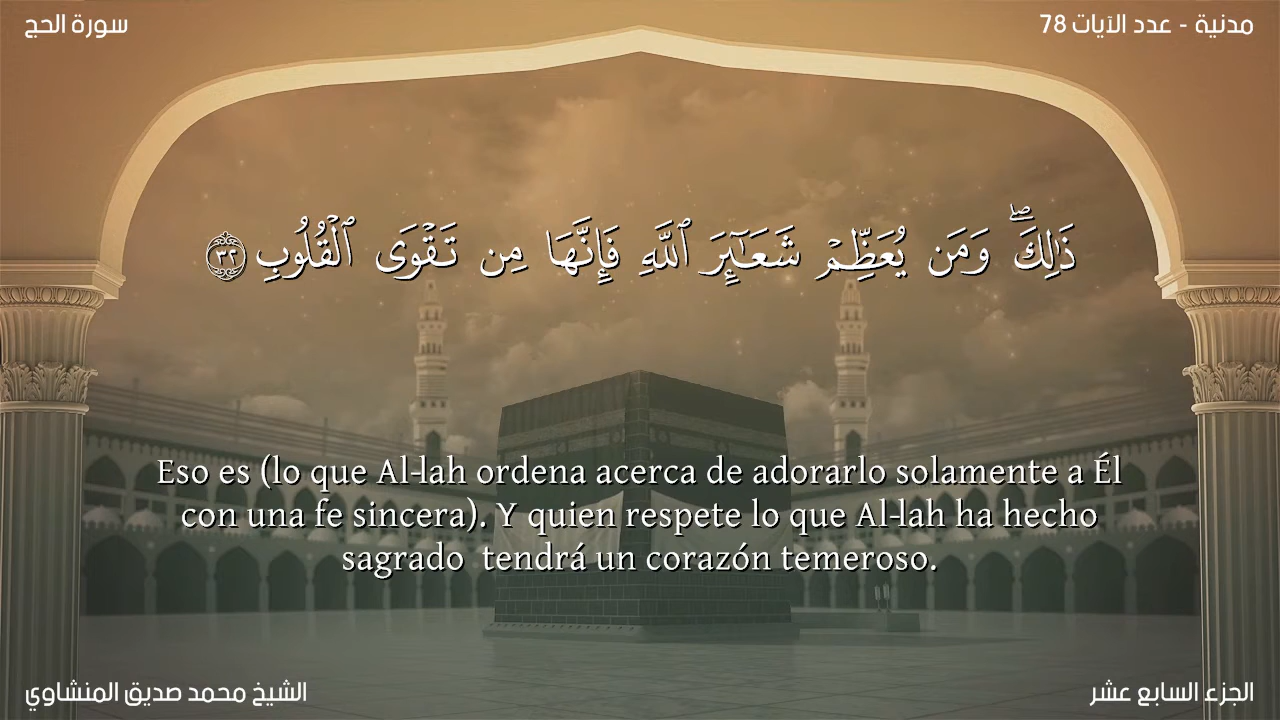 سورة الحج
مدنية - عدد الآيات 78
ذَٰلِكَۖ وَمَن يُعَظِّمۡ شَعَـٰٓئِرَ ٱللَّهِ فَإِنَّهَا مِن تَقۡوَى ٱلۡقُلُوبِ ٣٢
Eso es (lo que Al-lah ordena acerca de adorarlo solamente a Él
con una fe sincera). Y quien respete lo que Al-lah ha hecho
sagrado  tendrá un corazón temeroso.
الشيخ محمد صديق المنشاوي
الجزء السابع عشر